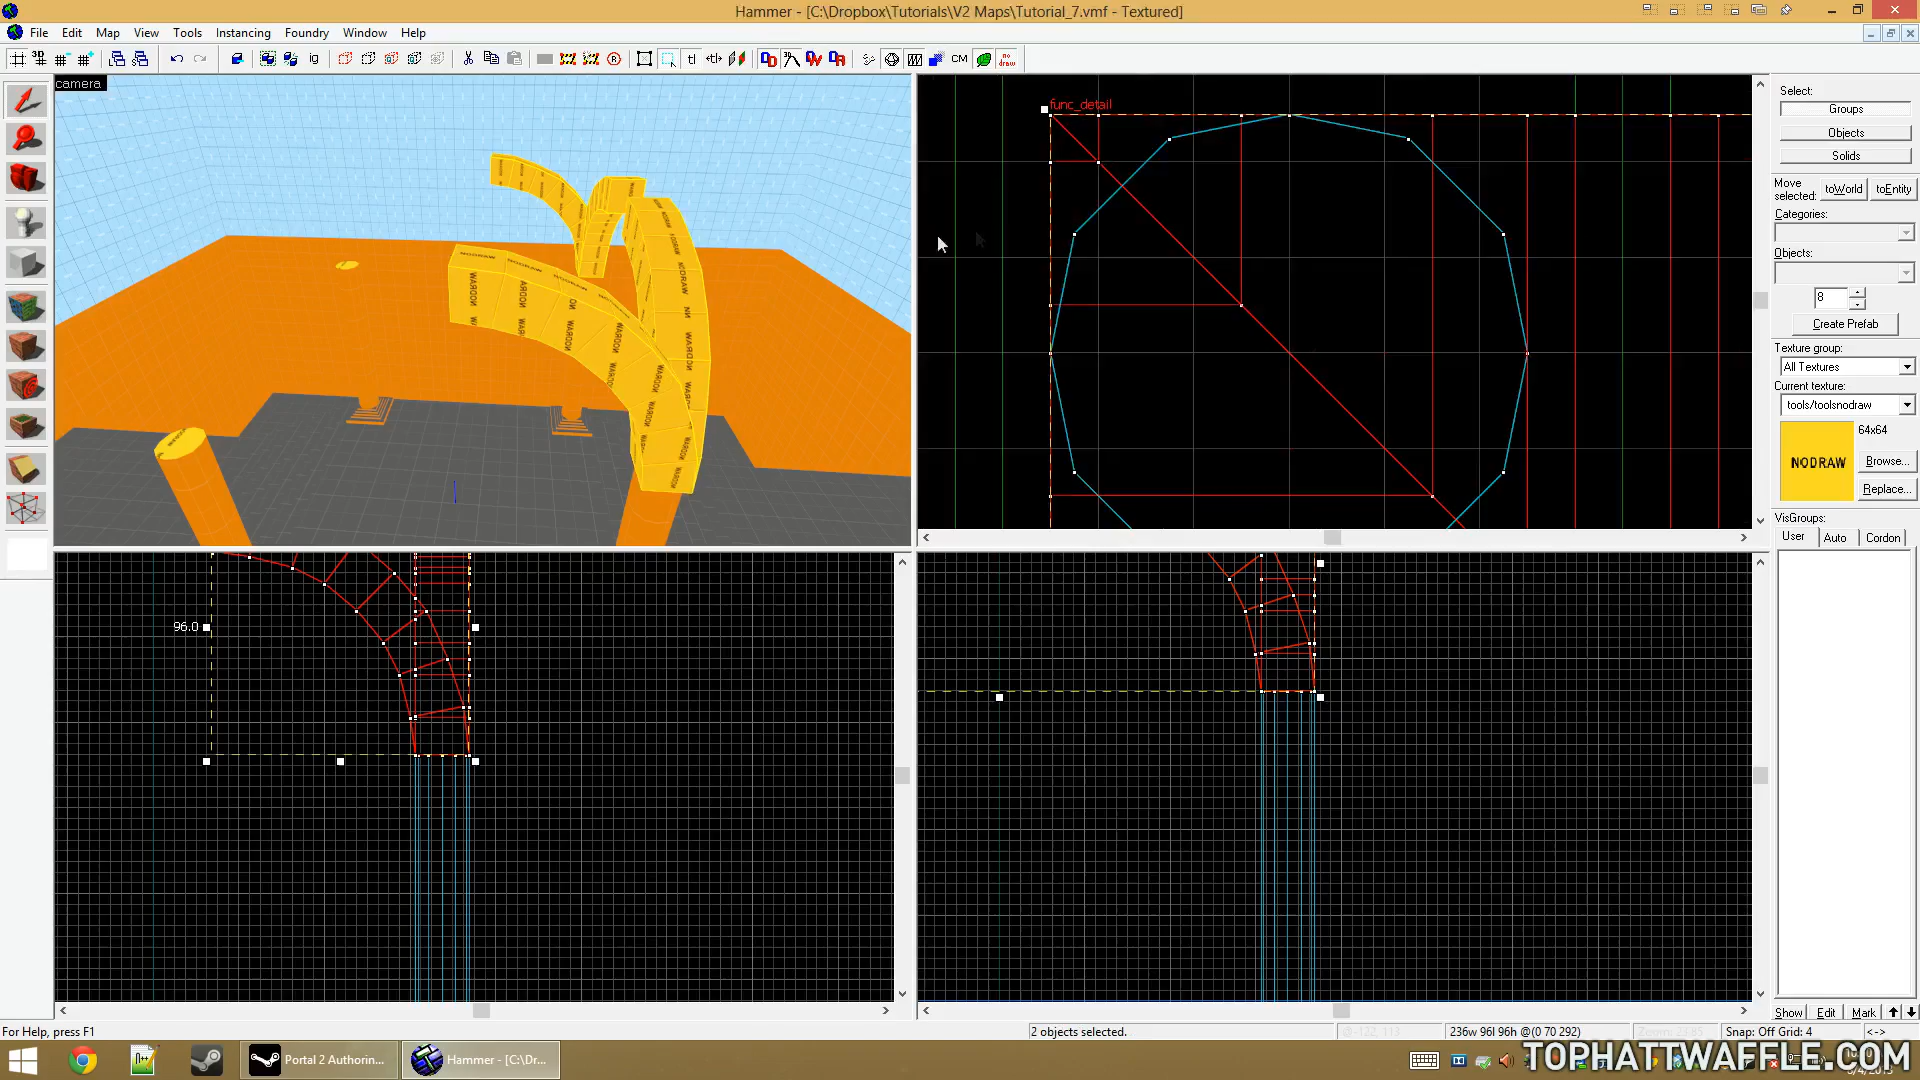 Hammer - [C:\Dropbox\Tutorials\V2 Maps\Tutorial_7.vmf - Textured]
File Edit Map View Tools Instancing Foundry Window Help
camera
func_detail
96.0
Select:
Groups
Objects
Solids
Move selected:
toWorld
toEntity
Categories:
Objects:
8
Create Prefab
Texture group:
All Textures
Current texture:
tools/toolsnodraw
64x64
NODRAW
Browse...
Replace...
VisGroups:
User Auto Cordon
Show Edit Mark
For Help, press F1
2 objects selected.
236w 96l 96h @(0 70 292)
Snap: Off Grid: 4
<->
Portal 2 Authorin...
Hammer - [C:\Dr...
TOPHATTWAFFLE.COM